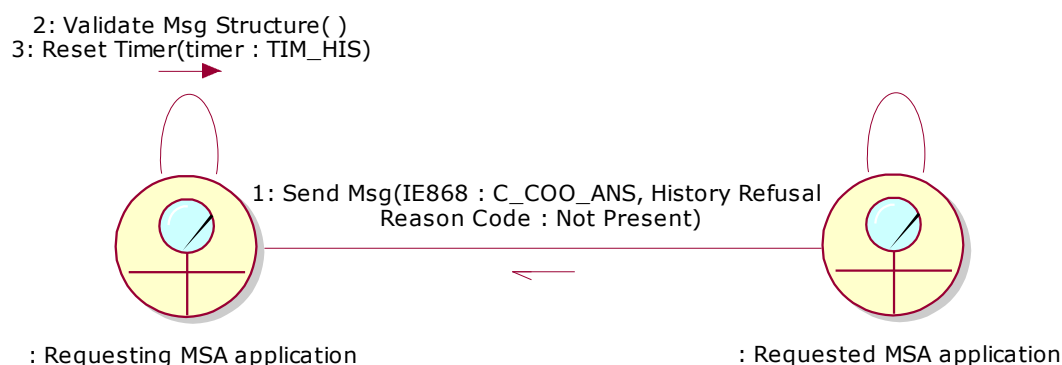 2: Validate Msg Structure( )
3: Reset Timer(timer : TIM_HIS)
1: Send Msg(IE868 : C_COO_ANS, History Refusal
Reason Code : Not Present)
: Requesting MSA application
: Requested MSA application